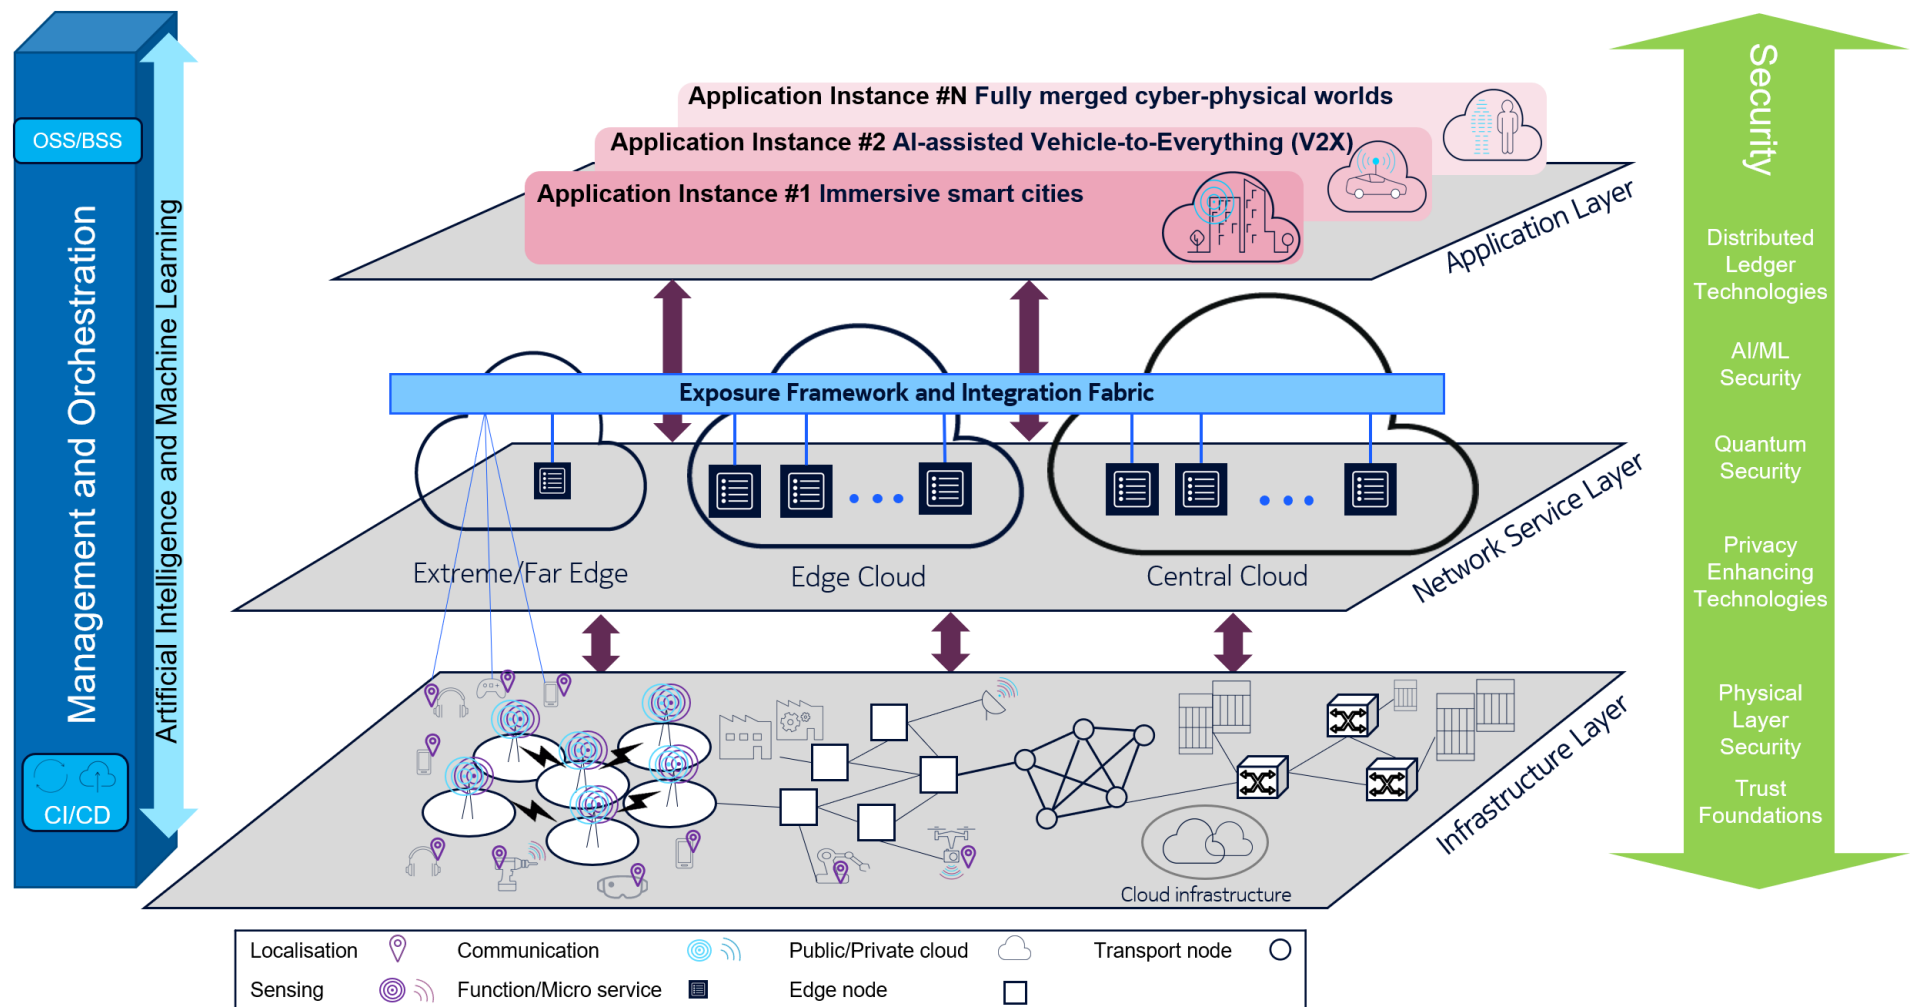 OSS/BSS
Management and Orchestration
CI/CD
Artificial Intelligence and Machine Learning
Application Instance #N Fully merged cyber-physical worlds
Application Instance #2 AI-assisted Vehicle-to-Everything (V2X)
Application Instance #1 Immersive smart cities
Application Layer
Exposure Framework and Integration Fabric
Extreme/Far Edge
Edge Cloud
Central Cloud
Network Service Layer
Cloud infrastructure
Infrastructure Layer
Security
Distributed
Ledger
Technologies
AI/ML
Security
Quantum
Security
Privacy
Enhancing
Technologies
Physical
Layer
Security
Trust
Foundations
Localisation
Communication
Public/Private cloud
Transport node
Sensing
Function/Micro service
Edge node